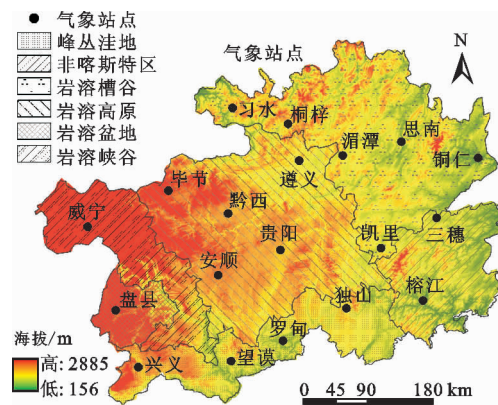 气象站点
峰丛洼地
非喀斯特区
岩溶槽谷
岩溶高原
岩溶盆地
岩溶峡谷
气象站点
N
习水
桐梓
思南
湄潭
铜仁
遵义
毕节
黔西
威宁
三穗
凯里
贵阳
安顺
榕江
盘县
独山
罗甸
望谟
兴义
海拔/m
高: 2885
低: 156
0 45 90 180 km